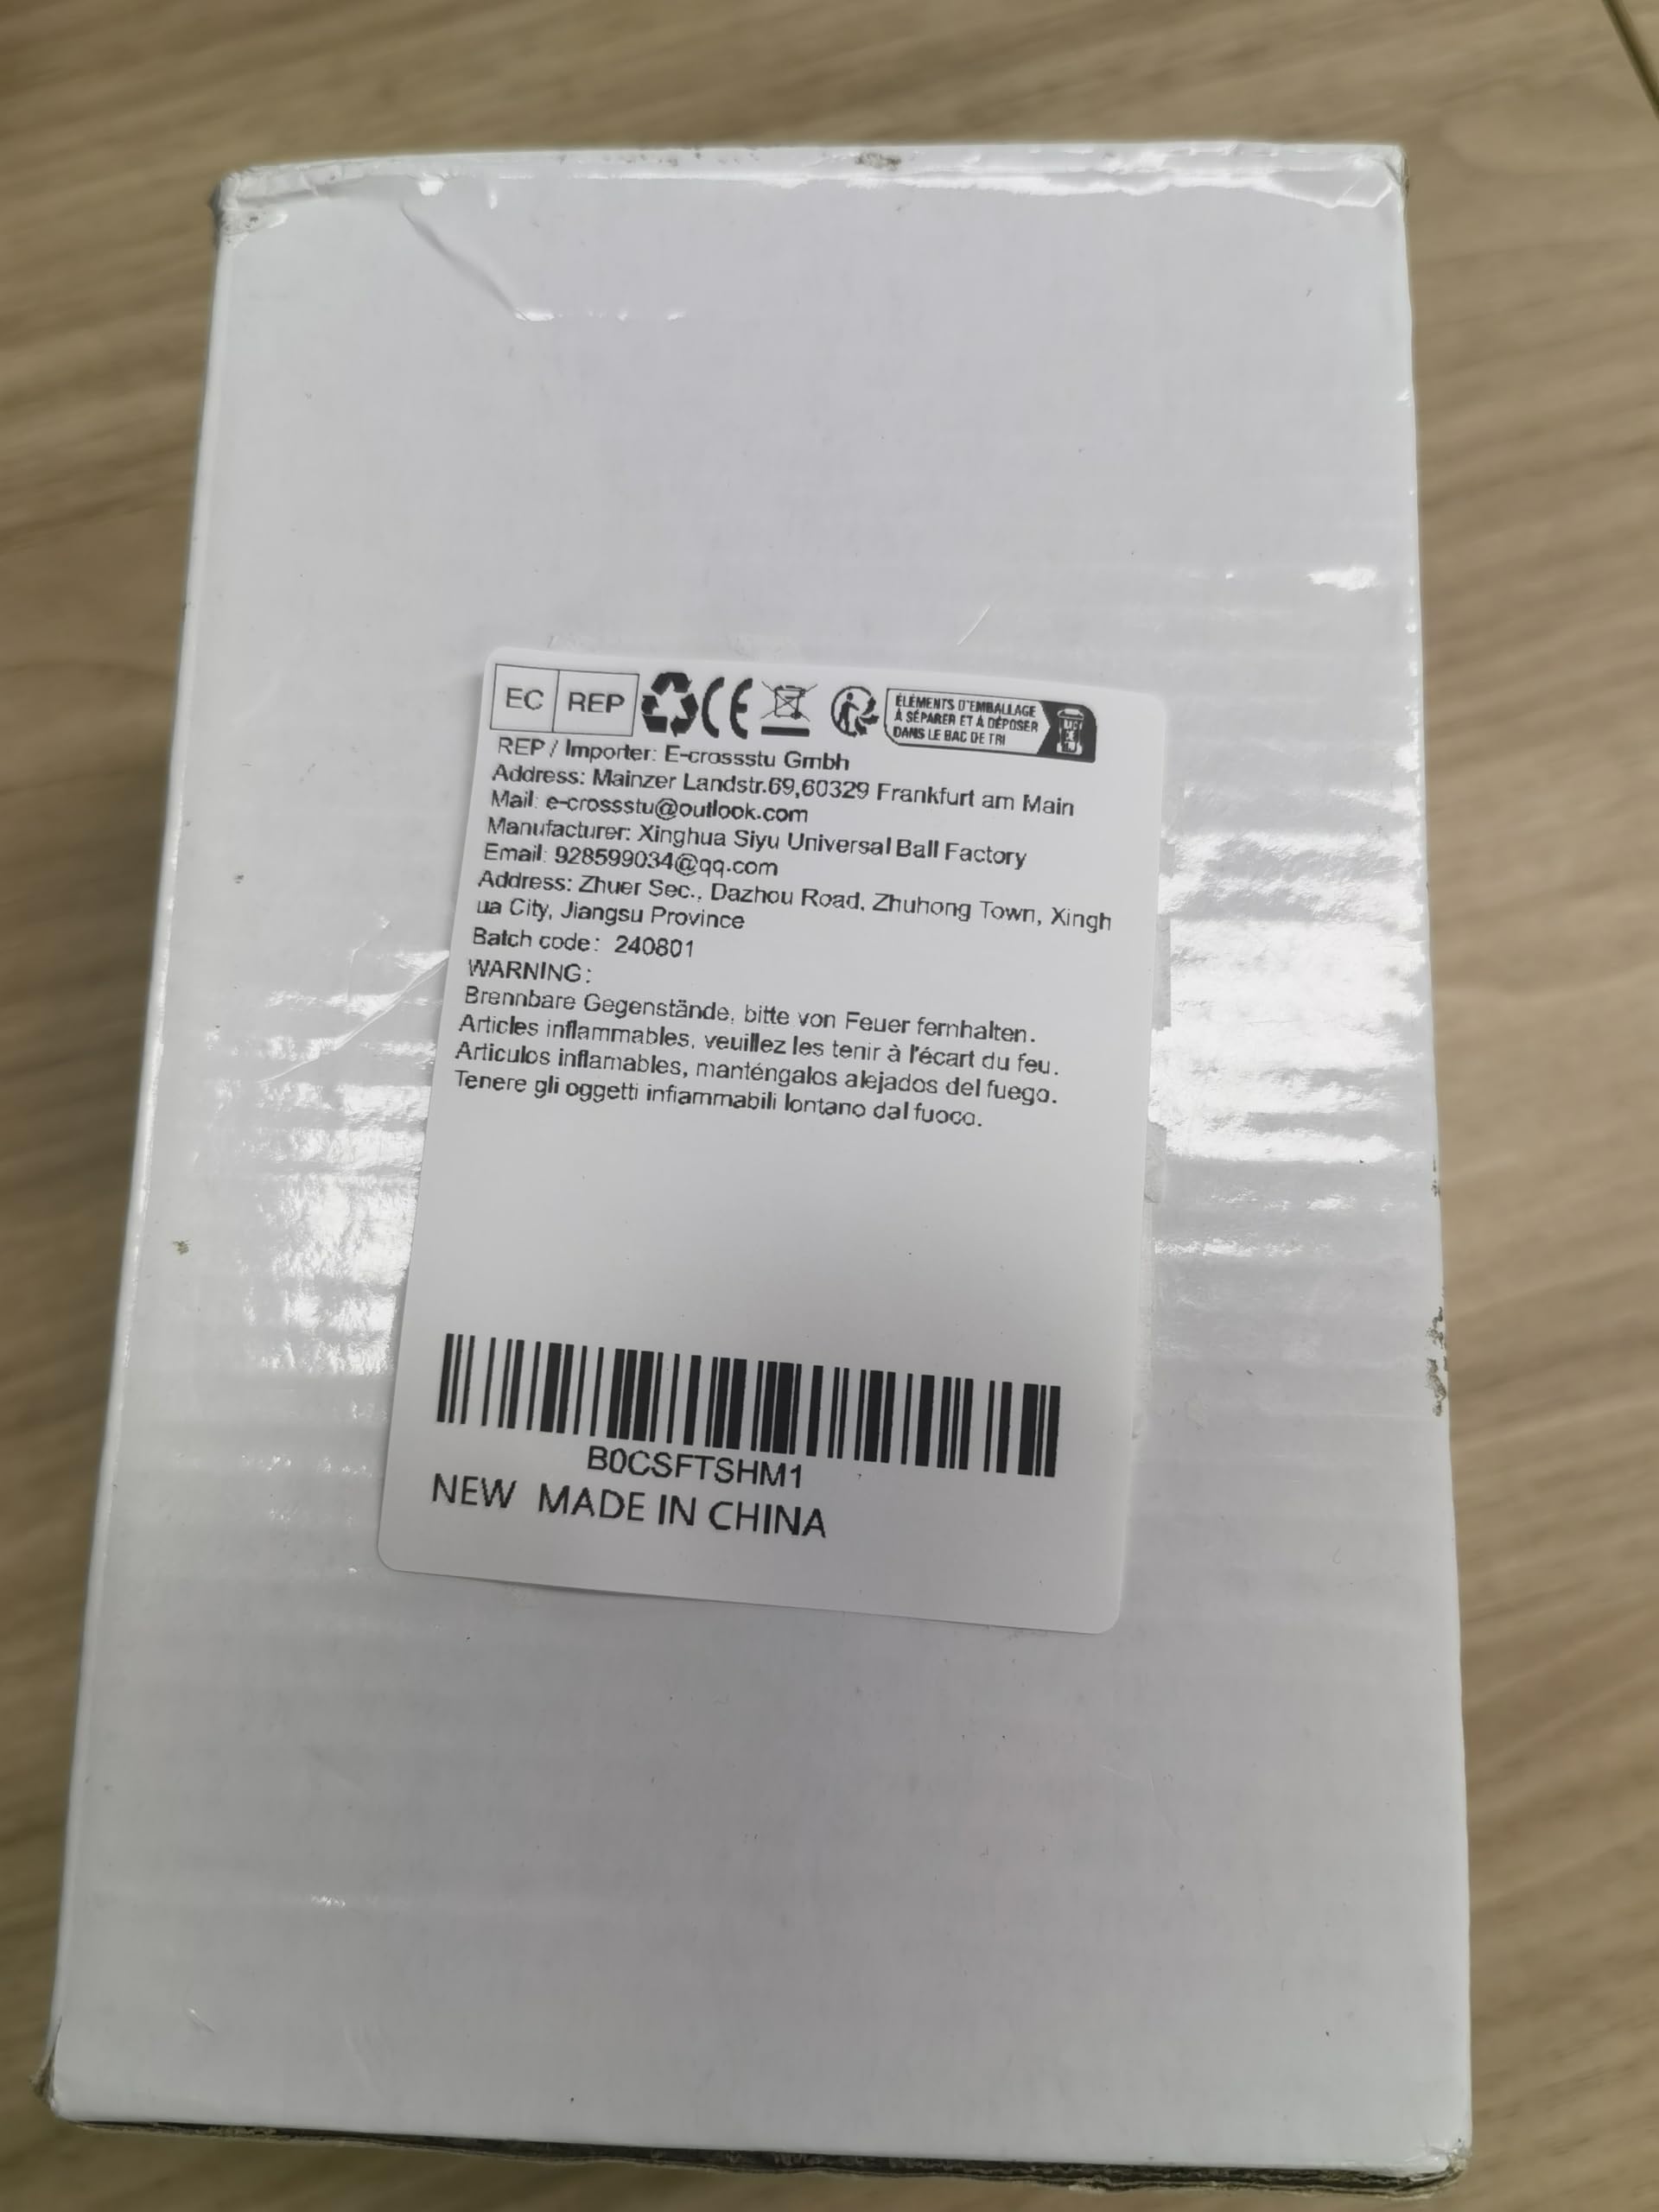 EC REP CE ÉLÉMENTS D'EMBALLAGE
À SÉPARER ET À DÉPOSER
DANS LE BAC DE TRI
REP / Importer: E-crossstu Gmbh
Address: Mainzer Landstr.69,60329 Frankfurt am Main
Mail: e-crossstu@outlook.com
Manufacturer: Xinghua Siyu Universal Ball Factory
Email: 928599034@qq.com
Address: Zhuer Sec., Dazhou Road, Zhuhong Town, Xingh
ua City, Jiangsu Province
Batch code: 240801
WARNING:
Brennbare Gegenstände, bitte von Feuer fernhalten.
Articles inflammables, veuillez les tenir à l'écart du feu.
Articulos inflamables, manténgalos alejados del fuego.
Tenere gli oggetti infiammabili lontano dal fuoco.
B0CSFTSHM1
NEW MADE IN CHINA